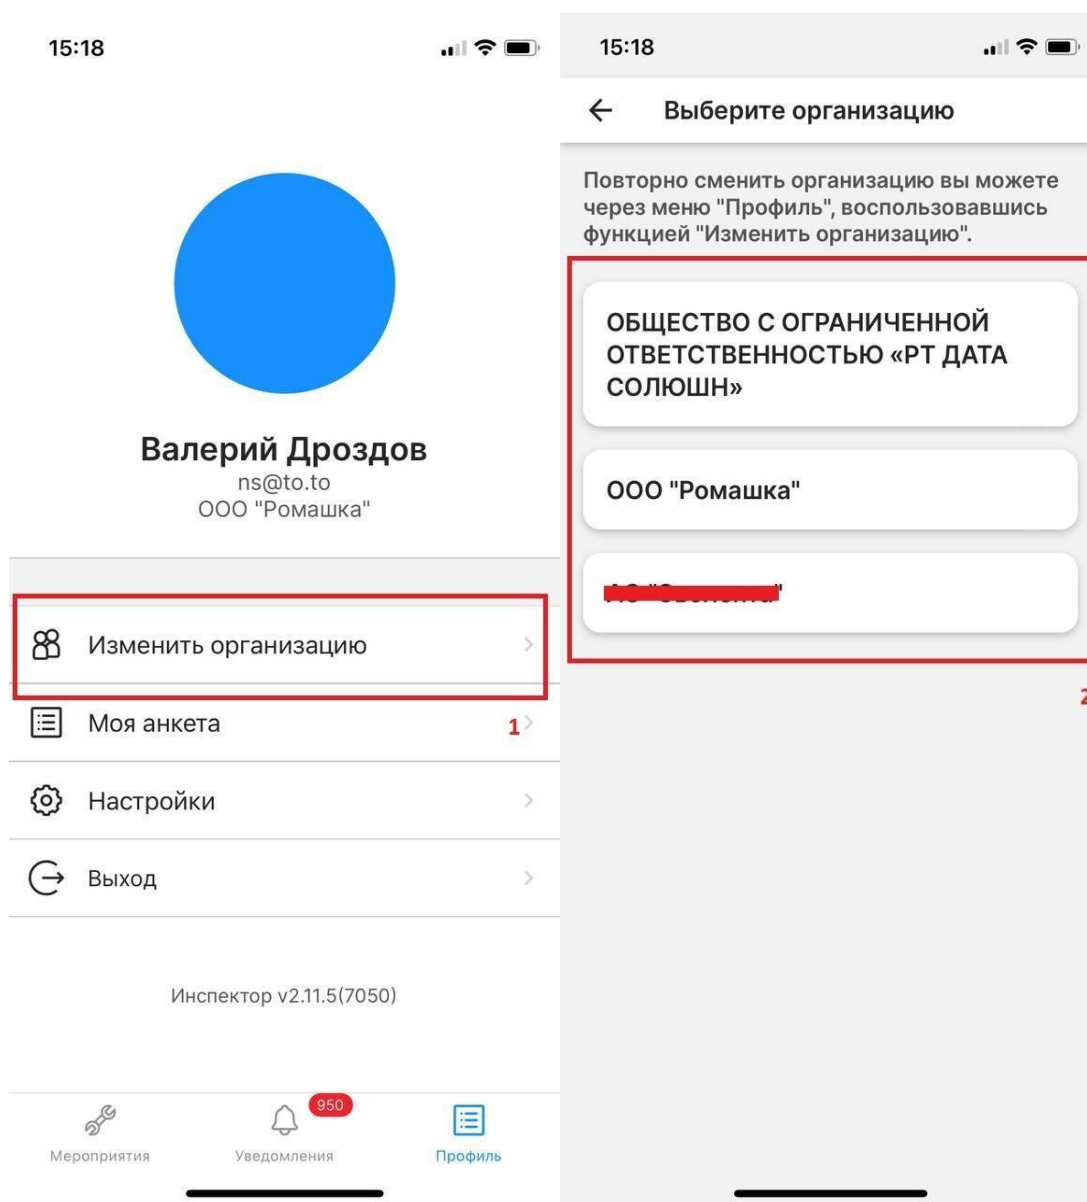 15:18
Валерий Дроздов
ns@to.to
ООО "Ромашка"
Изменить организацию
Моя анкета
1
Настройки
Выход
Инспектор v2.11.5(7050)
950
Мероприятия
Уведомления
Профиль
15:18
Выберите организацию
Повторно сменить организацию вы можете
через меню "Профиль", воспользовавшись
функцией "Изменить организацию".
ОБЩЕСТВО С ОГРАНИЧЕННОЙ
ОТВЕТСТВЕННОСТЬЮ «РТ ДАТА
СОЛЮШН»
ООО "Ромашка"
2